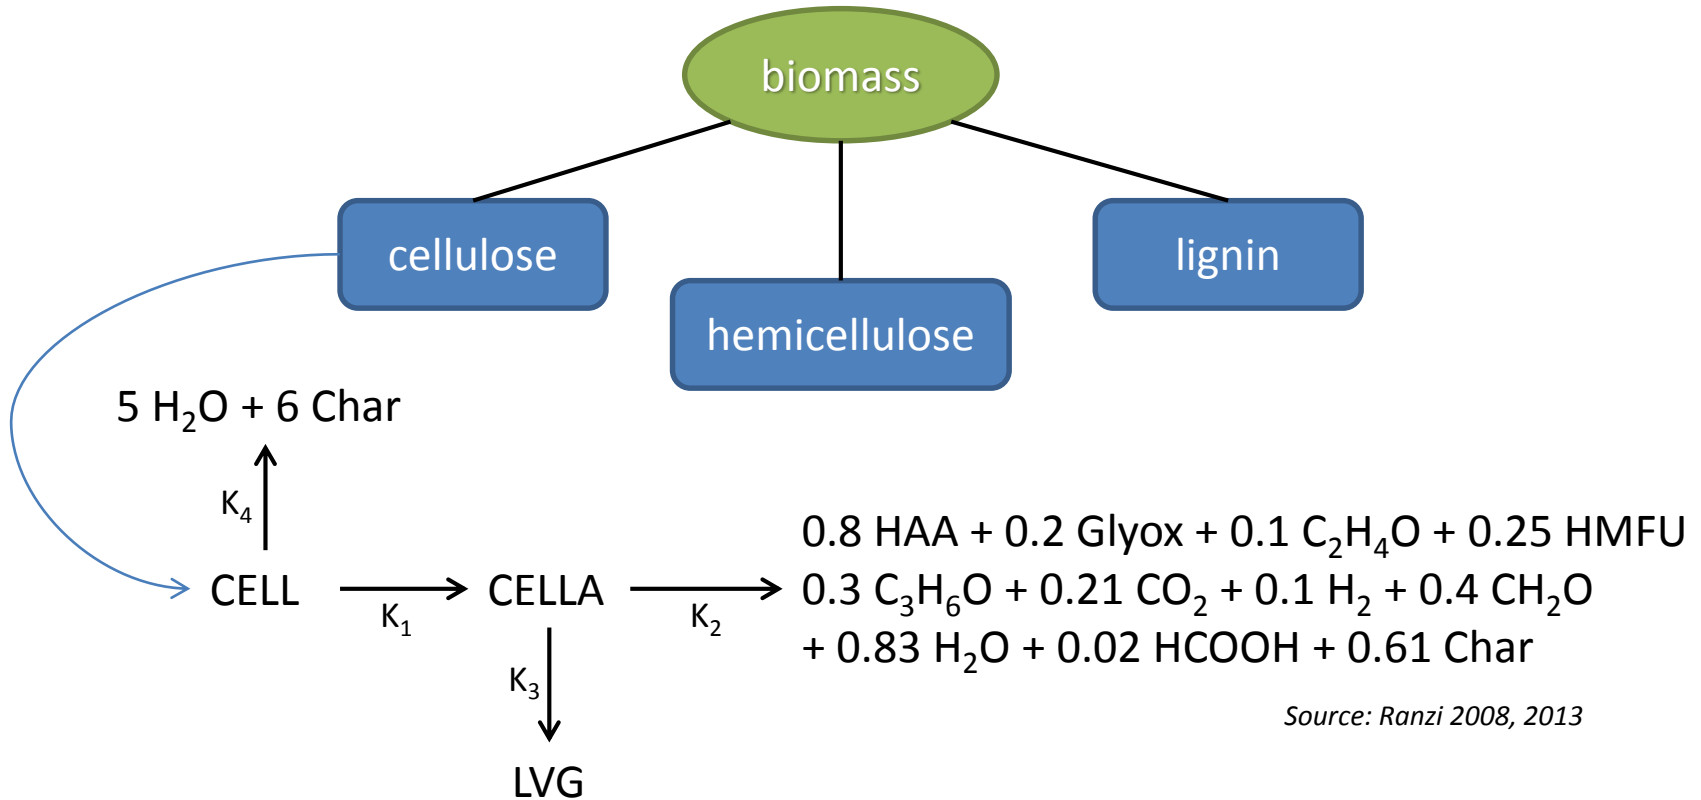 biomass
cellulose
lignin
hemicellulose
5 H₂O + 6 Char
K₄
0.8 HAA + 0.2 Glyox + 0.1 C₂H₄O + 0.25 HMFU
CELL
K₁
CELLA
K₂
0.3 C₃H₆O + 0.21 CO₂ + 0.1 H₂ + 0.4 CH₂O
+ 0.83 H₂O + 0.02 HCOOH + 0.61 Char
K₃
Source: Ranzi 2008, 2013
LVG